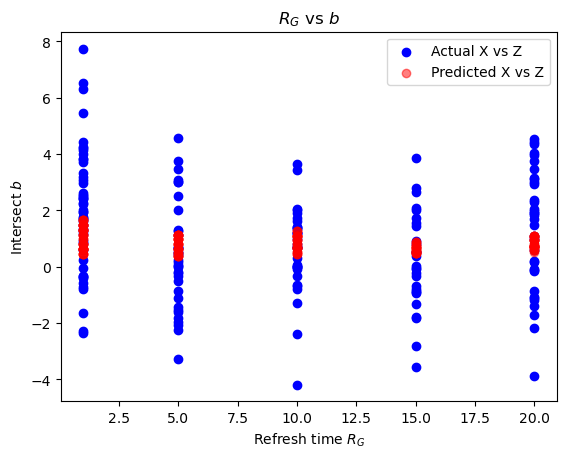 R_G vs b
Actual X vs Z
Predicted X vs Z
Intersect b
8
6
4
2
0
−2
−4
2.5 5.0 7.5 10.0 12.5 15.0 17.5 20.0
Refresh time R_G